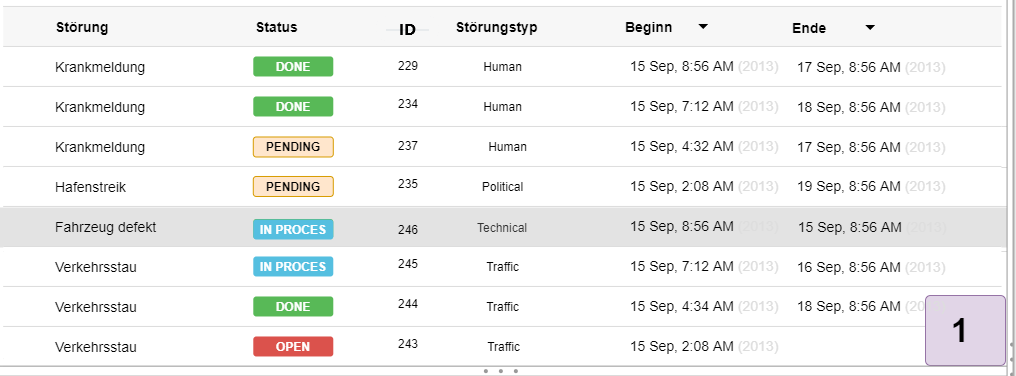 Störung Status ID Störungstyp Beginn Ende
Krankmeldung DONE 229 Human 15 Sep, 8:56 AM (2013) 17 Sep, 8:56 AM (2013)
Krankmeldung DONE 234 Human 15 Sep, 7:12 AM (2013) 18 Sep, 8:56 AM (2013)
Krankmeldung PENDING 237 Human 15 Sep, 4:32 AM (2013) 17 Sep, 8:56 AM (2013)
Hafenstreik PENDING 235 Political 15 Sep, 2:08 AM (2013) 19 Sep, 8:56 AM (2013)
Fahrzeug defekt IN PROCES 246 Technical 15 Sep, 8:56 AM (2013) 15 Sep, 8:56 AM (2013)
Verkehrsstau IN PROCES 245 Traffic 15 Sep, 7:12 AM (2013) 16 Sep, 8:56 AM (2013)
Verkehrsstau DONE 244 Traffic 15 Sep, 4:34 AM (2013) 18 Sep, 8:56 AM
Verkehrsstau OPEN 243 Traffic 15 Sep, 2:08 AM (2013)
1